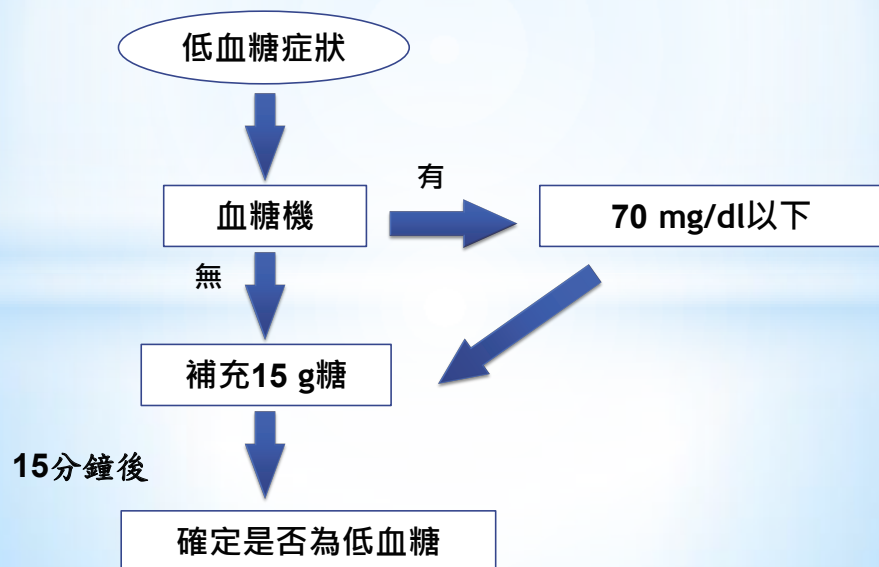 低血糖症狀
有
血糖機
70 mg/dl以下
無
補充15 g糖
15分鐘後
確定是否為低血糖